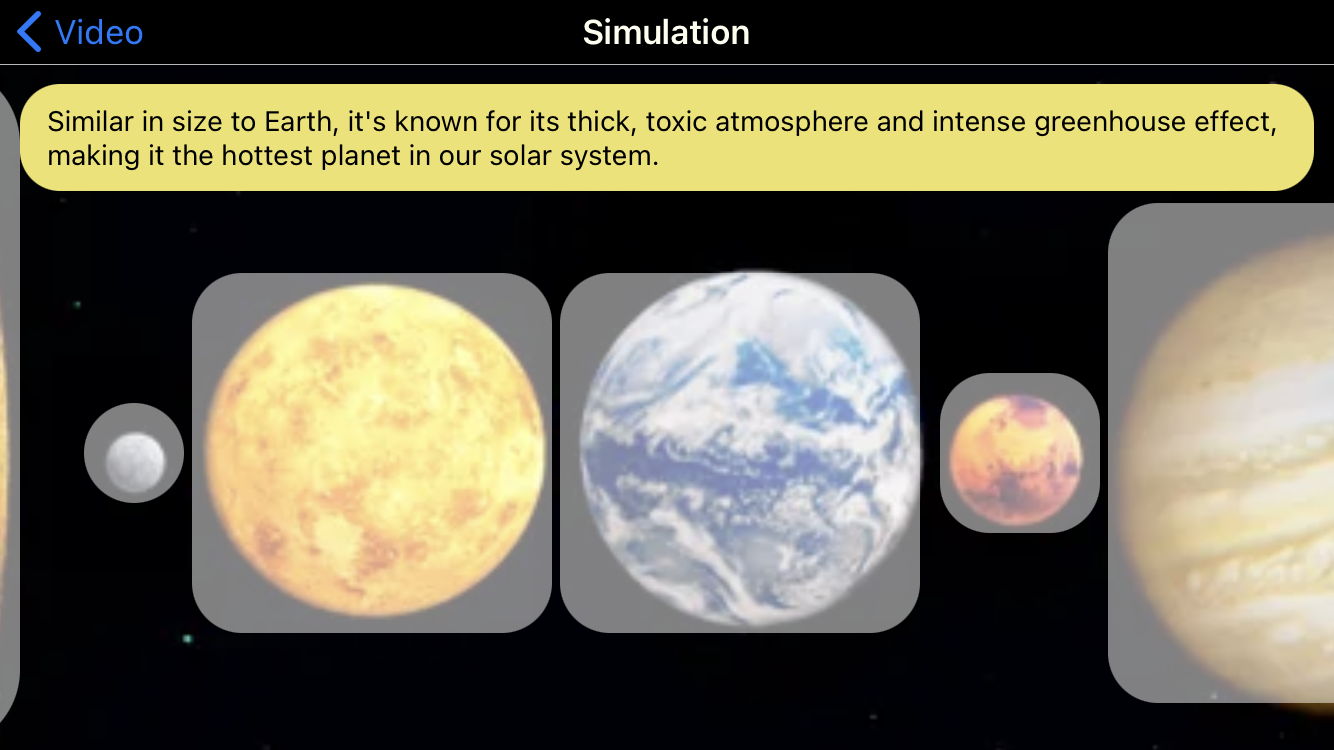 Video
Simulation
Similar in size to Earth, it's known for its thick, toxic atmosphere and intense greenhouse effect,
making it the hottest planet in our solar system.